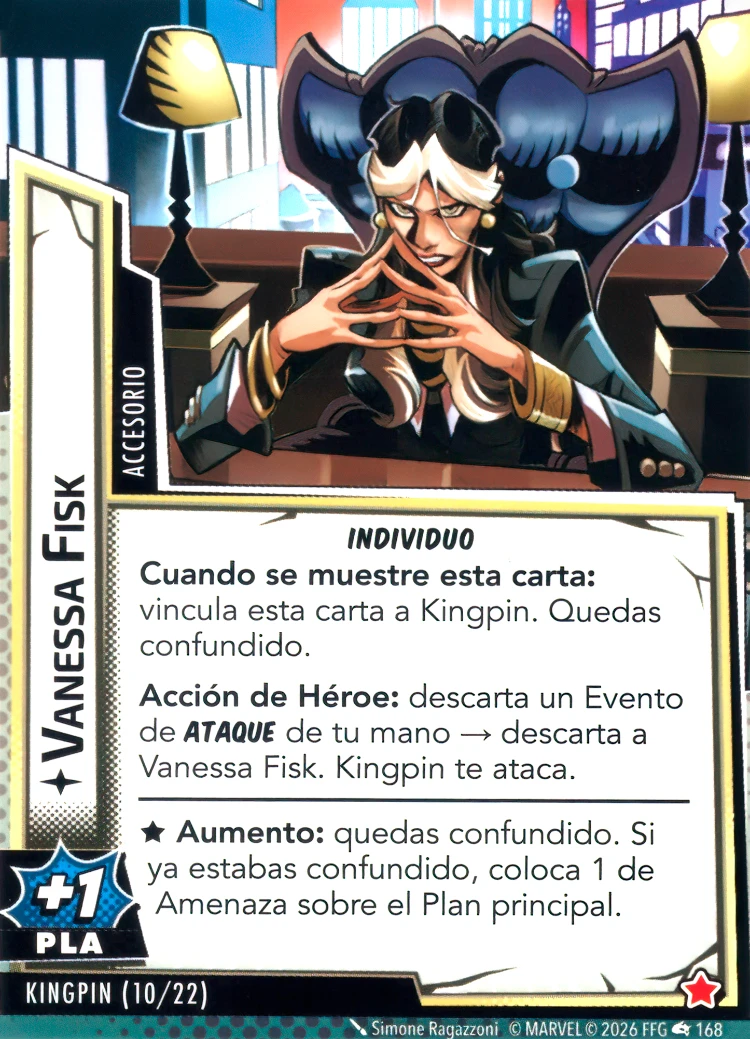 ACCESORIO
VANESSA FISK
INDIVIDUO
Cuando se muestre esta carta:
vincula esta carta a Kingpin. Quedas
confundido.
Acción de Héroe: descarta un Evento
de ATAQUE de tu mano → descarta a
Vanessa Fisk. Kingpin te ataca.
★ Aumento: quedas confundido. Si
ya estabas confundido, coloca 1 de
Amenaza sobre el Plan principal.
+1
PLA
KINGPIN (10/22)
Simone Ragazzoni © MARVEL © 2026 FFG 168